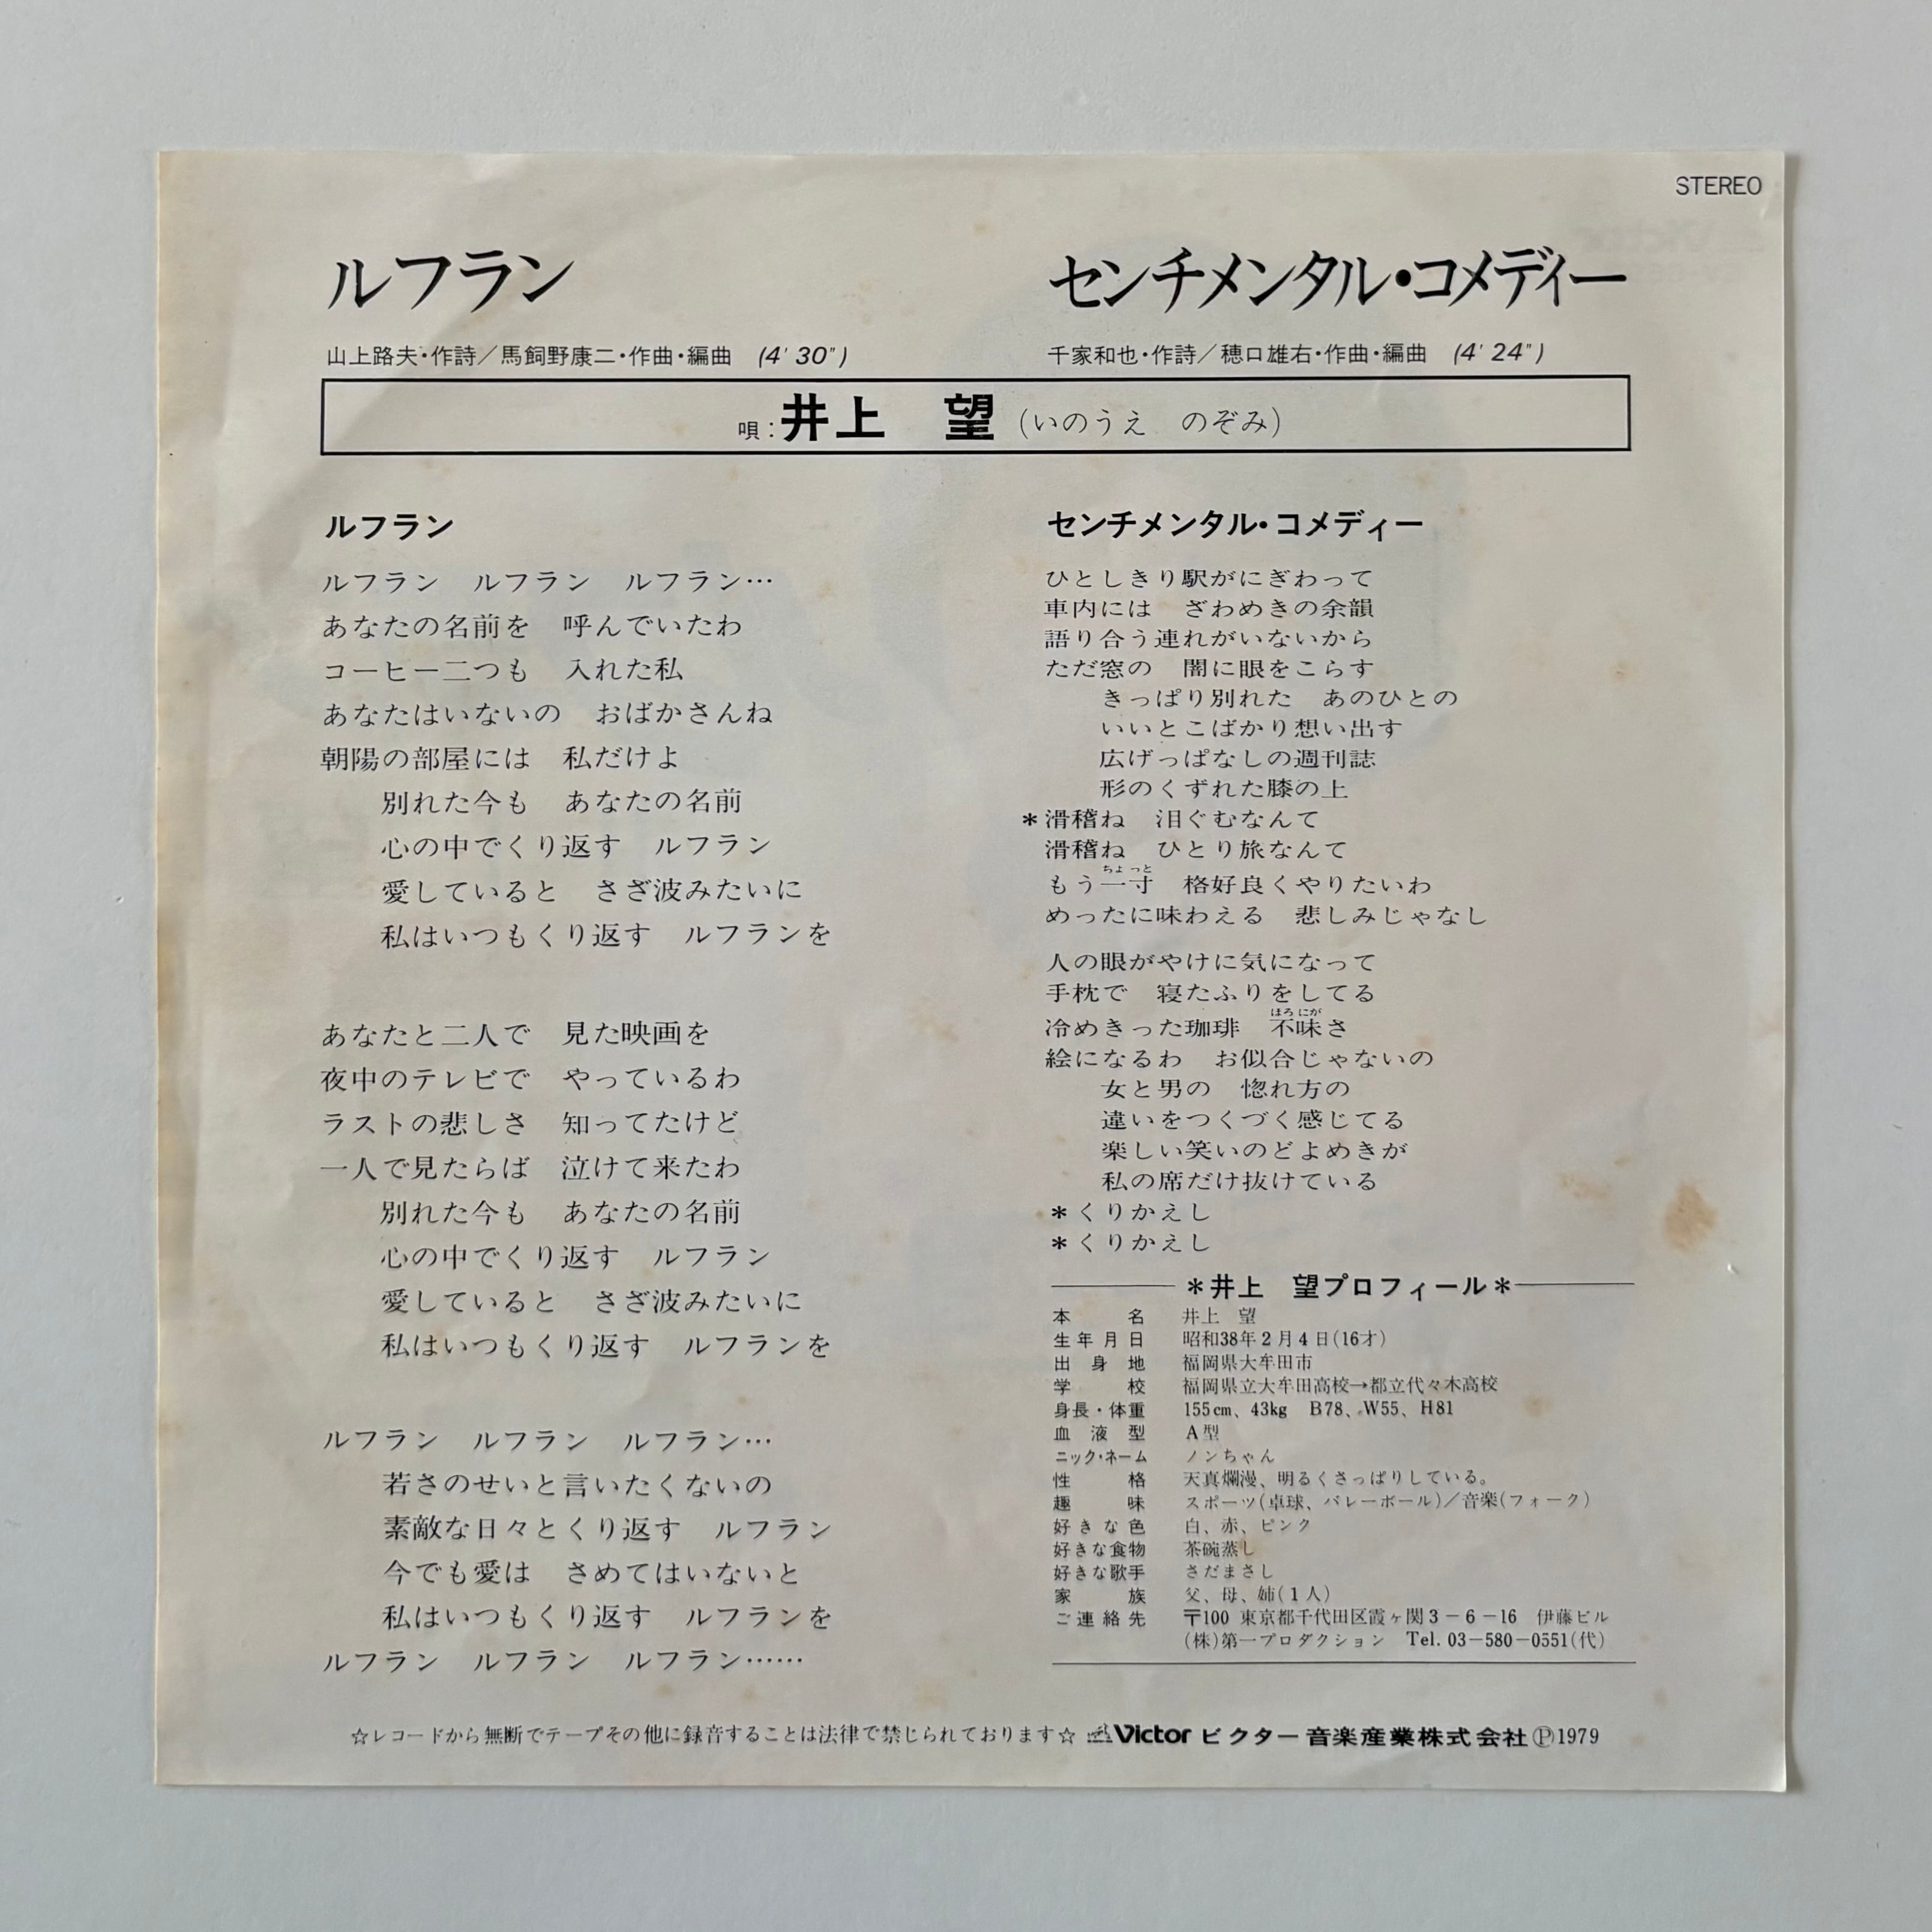 STEREO
ルフラン
山上路夫・作詩／馬飼野康二・作曲・編曲　(4' 30")
センチメンタル・コメディー
千家和也・作詩／穂口雄右・作曲・編曲　(4' 24")
唄：井上　望（いのうえ　のぞみ）
ルフラン
ルフラン　ルフラン　ルフラン…
あなたの名前を　呼んでいたわ
コーヒー二つも　入れた私
あなたはいないの　おばかさんね
朝陽の部屋には　私だけよ
別れた今も　あなたの名前
心の中でくり返す　ルフラン
愛していると　さざ波みたいに
私はいつもくり返す　ルフランを
あなたと二人で　見た映画を
夜中のテレビで　やっているわ
ラストの悲しさ　知ってたけど
一人で見たらば　泣けて来たわ
別れた今も　あなたの名前
心の中でくり返す　ルフラン
愛していると　さざ波みたいに
私はいつもくり返す　ルフランを
ルフラン　ルフラン　ルフラン…
若さのせいと言いたくないの
素敵な日々とくり返す　ルフラン
今でも愛は　さめてはいないと
私はいつもくり返す　ルフランを
ルフラン　ルフラン　ルフラン……
センチメンタル・コメディー
ひとしきり駅がにぎわって
車内には　ざわめきの余韻
語り合う連れがいないから
ただ窓の　闇に眼をこらす
きっぱり別れた　あのひとの
いいとこばかり想い出す
広げっぱなしの週刊誌
形のくずれた膝の上
＊滑稽ね　泪ぐむなんて
滑稽ね　ひとり旅なんて
ちょっと
もう一寸　格好良くやりたいわ
めったに味わえる　悲しみじゃなし
人の眼がやけに気になって
手枕で　寝たふりをしてる
ほろにが
冷めきった珈琲　不味さ
絵になるわ　お似合じゃないの
女と男の　惚れ方の
違いをつくづく感じてる
楽しい笑いのどよめきが
私の席だけ抜けている
＊くりかえし
＊くりかえし
＊井上　望プロフィール＊
本名　井上　望
生年月日　昭和38年2月4日(16才)
出身地　福岡県大牟田市
学校　福岡県立大牟田高校→都立代々木高校
身長・体重　155cm、43kg　B78、W55、H81
血液型　A型
ニック・ネーム　ノンちゃん
性格　天真爛漫、明るくさっぱりしている。
趣味　スポーツ(卓球、バレーボール)／音楽(フォーク)
好きな色　白、赤、ピンク
好きな食物　茶碗蒸し
好きな歌手　さだまさし
家族　父、母、姉(1人)
ご連絡先　〒100 東京都千代田区霞ヶ関3－6－16　伊藤ビル
(株)第一プロダクション　Tel. 03－580－0551(代)
☆レコードから無断でテープその他に録音することは法律で禁じられております☆ Victor ビクター音楽産業株式会社Ⓟ1979